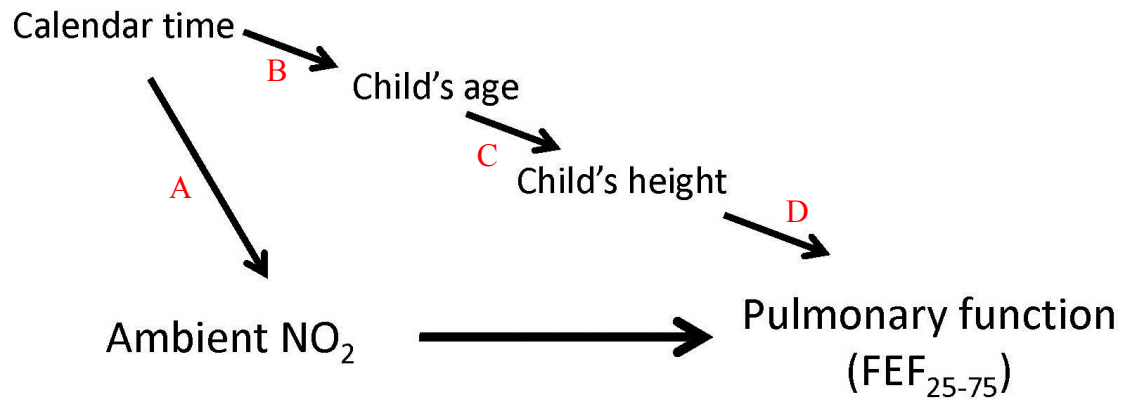 Calendar time
B
Child's age
C
Child's height
A
D
Ambient NO₂
Pulmonary function
(FEF₂₅₋₇₅)